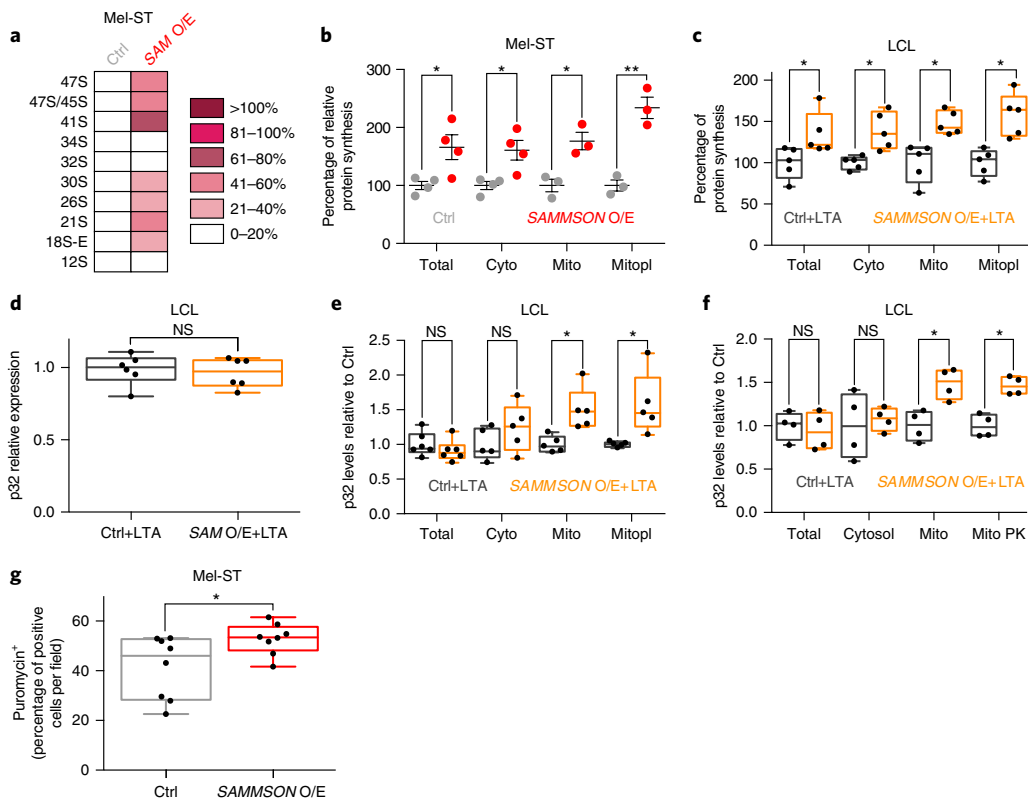 a
Mel-ST
Ctrl
SAM O/E
47S
47S/45S
41S
34S
32S
30S
26S
21S
18S-E
12S
>100%
81–100%
61–80%
41–60%
21–40%
0–20%
b
Mel-ST
Percentage of relative
protein synthesis
300
200
100
0
* * * **
Ctrl
SAMMSON O/E
Total Cyto Mito Mitopl
c
LCL
Percentage of
protein synthesis
200
150
100
50
0
* * * *
Ctrl+LTA
SAMMSON O/E+LTA
Total Cyto Mito Mitopl
d
LCL
NS
p32 relative expression
1.0
0.5
0.0
Ctrl+LTA SAM O/E+LTA
e
LCL
NS NS * *
p32 levels relative to Ctrl
2.5
2.0
1.5
1.0
0.5
0.0
Ctrl+LTA
SAMMSON O/E+LTA
Total Cyto Mito Mitopl
f
LCL
NS NS * *
p32 levels relative to Ctrl
2.0
1.5
1.0
0.5
0.0
Ctrl+LTA
SAMMSON O/E+LTA
Total Cytosol Mito Mito PK
g
Mel-ST
*
Puromycin+
(percentage of positive
cells per field)
60
40
20
0
Ctrl SAMMSON O/E